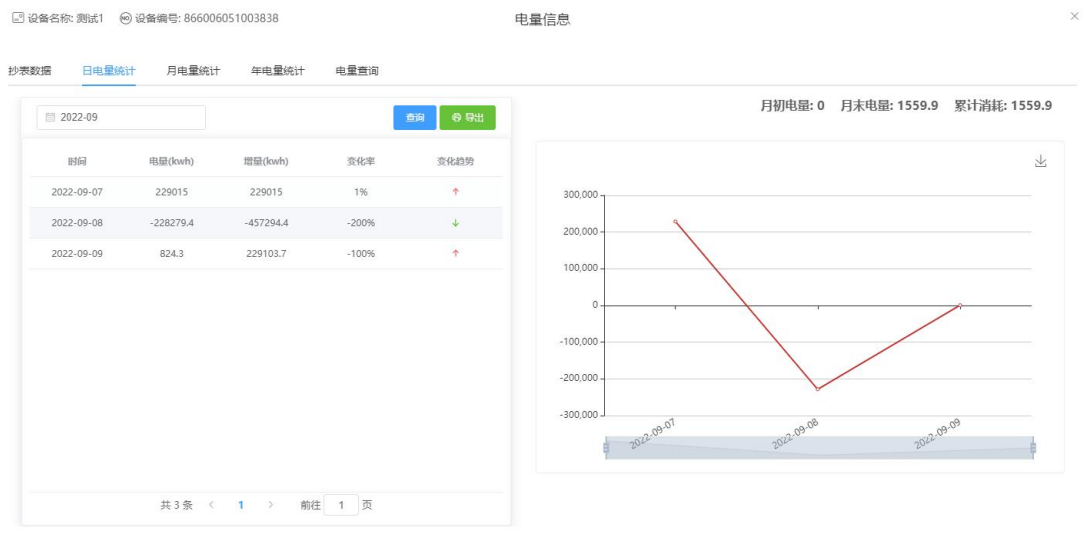 设备名称: 测试1 NO 设备编号: 866006051003838 电量信息
抄表数据 日电量统计 月电量统计 年电量统计 电量查询
2022-09 查询 导出
时间 电量(kwh) 增量(kwh) 变化率 变化趋势
2022-09-07 229015 229015 1%
2022-09-08 -228279.4 -457294.4 -200%
2022-09-09 824.3 229103.7 -100%
共 3 条 1 前往 1 页
月初电量: 0 月末电量: 1559.9 累计消耗: 1559.9
300,000
200,000
100,000
0
-100,000
-200,000
-300,000
2022-09-07 2022-09-08 2022-09-09